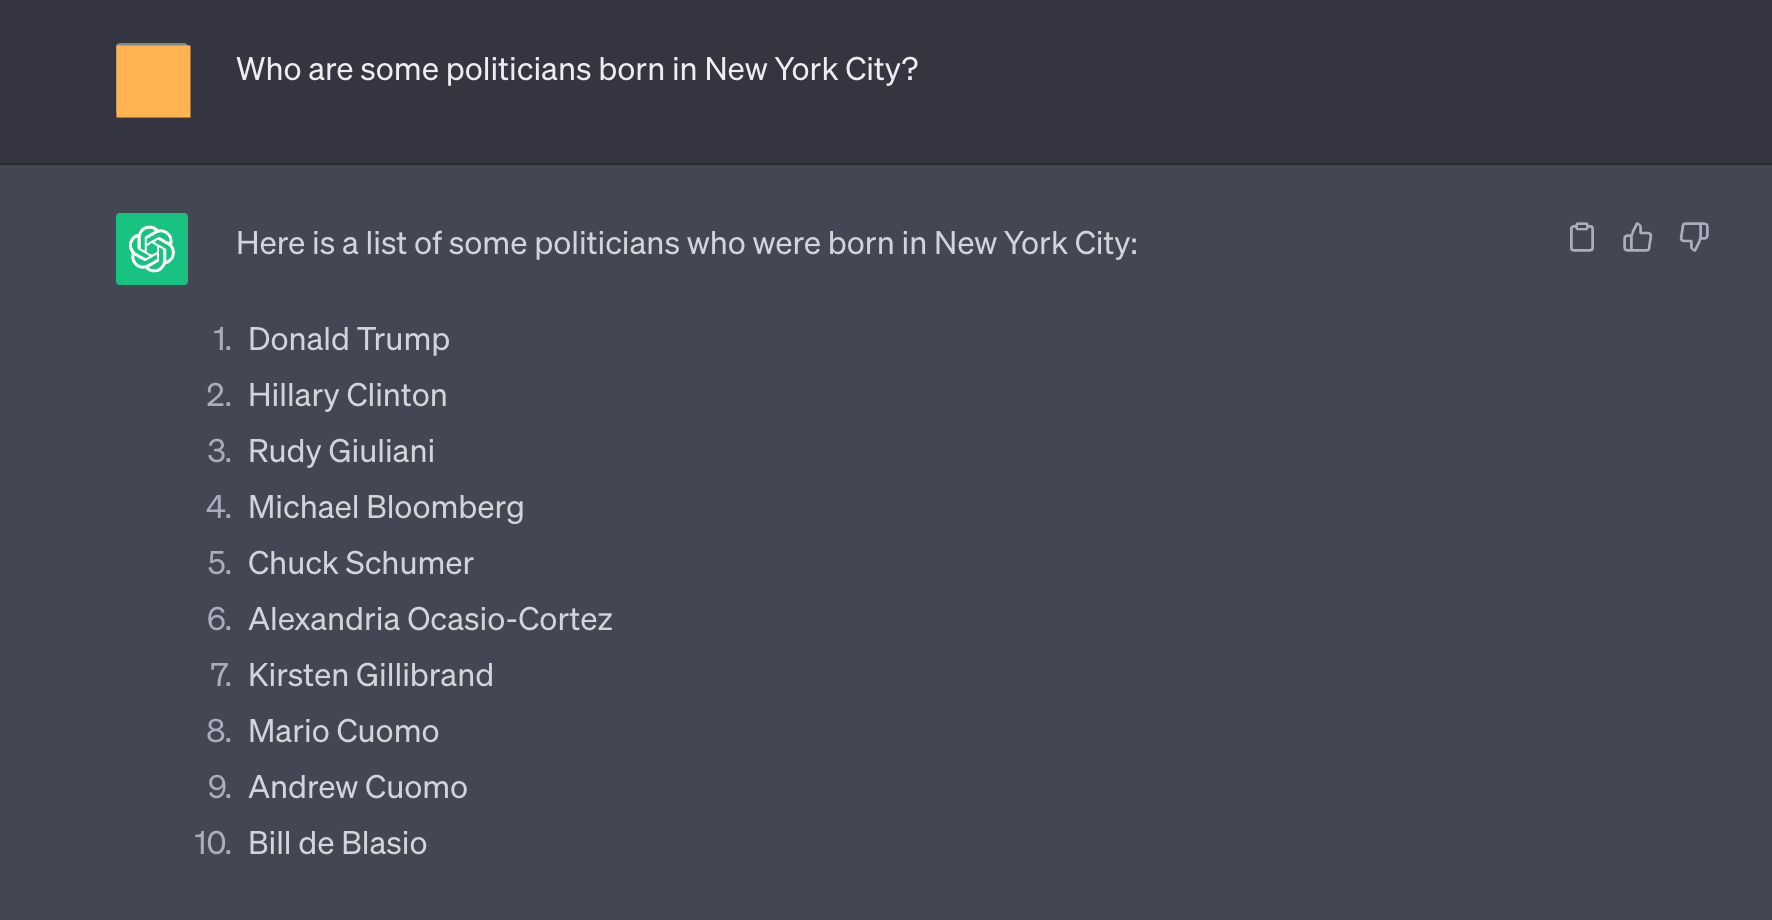 Who are some politicians born in New York City?
Here is a list of some politicians who were born in New York City:
1. Donald Trump
2. Hillary Clinton
3. Rudy Giuliani
4. Michael Bloomberg
5. Chuck Schumer
6. Alexandria Ocasio-Cortez
7. Kirsten Gillibrand
8. Mario Cuomo
9. Andrew Cuomo
10. Bill de Blasio